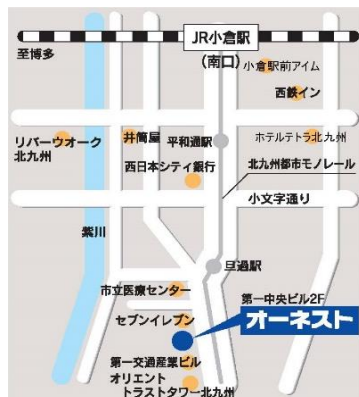 JR小倉駅
(南口)
至博多
小倉駅前アイム
西鉄イン
リバーウオーク
北九州
井筒屋
平和通駅
ホテルテトラ北九州
西日本シティ銀行
北九州都市モノレール
小文字通り
紫川
旦過駅
市立医療センター
第一中央ビル2F
セブンイレブン
オーネスト
第一交通産業ビル
オリエント
トラストタワー北九州